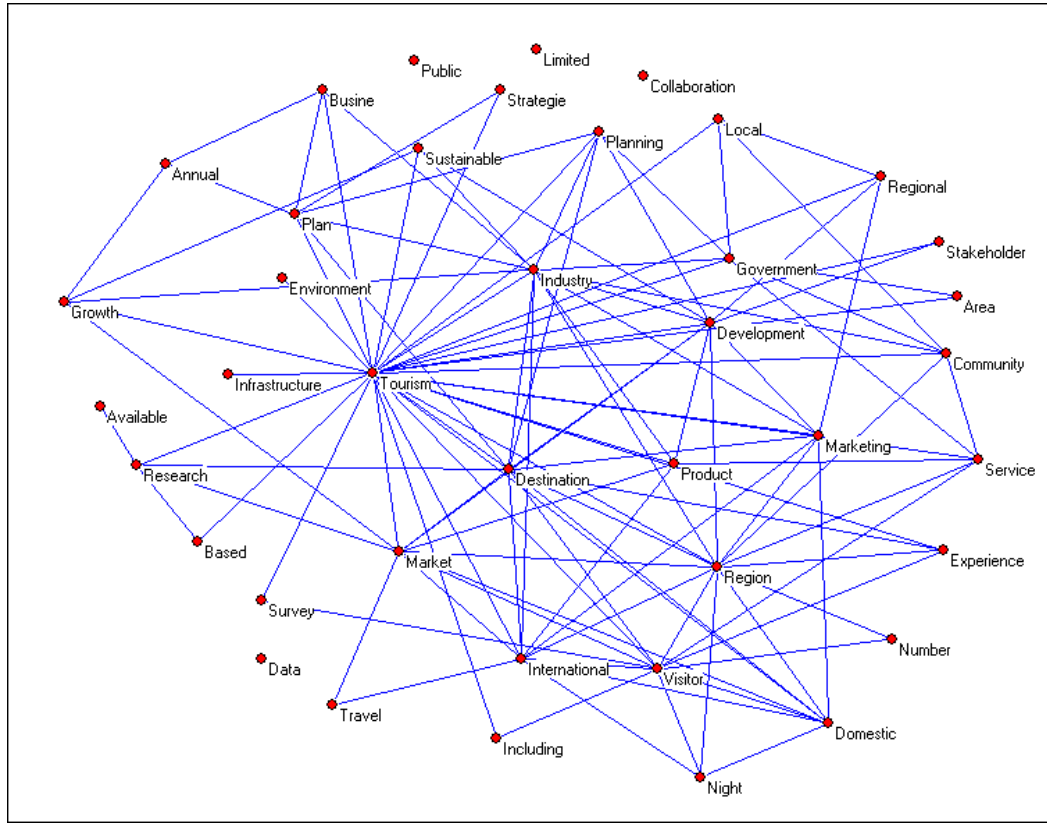 Limited
Public
Collaboration
Busine
Strategie
Local
Planning
Sustainable
Annual
Regional
Plan
Stakeholder
Government
Environment
Industry
Area
Growth
Development
Community
Infrastructure
Tourism
Available
Marketing
Research
Destination
Product
Service
Based
Market
Experience
Region
Survey
Number
Data
International
Visitor
Travel
Domestic
Including
Night